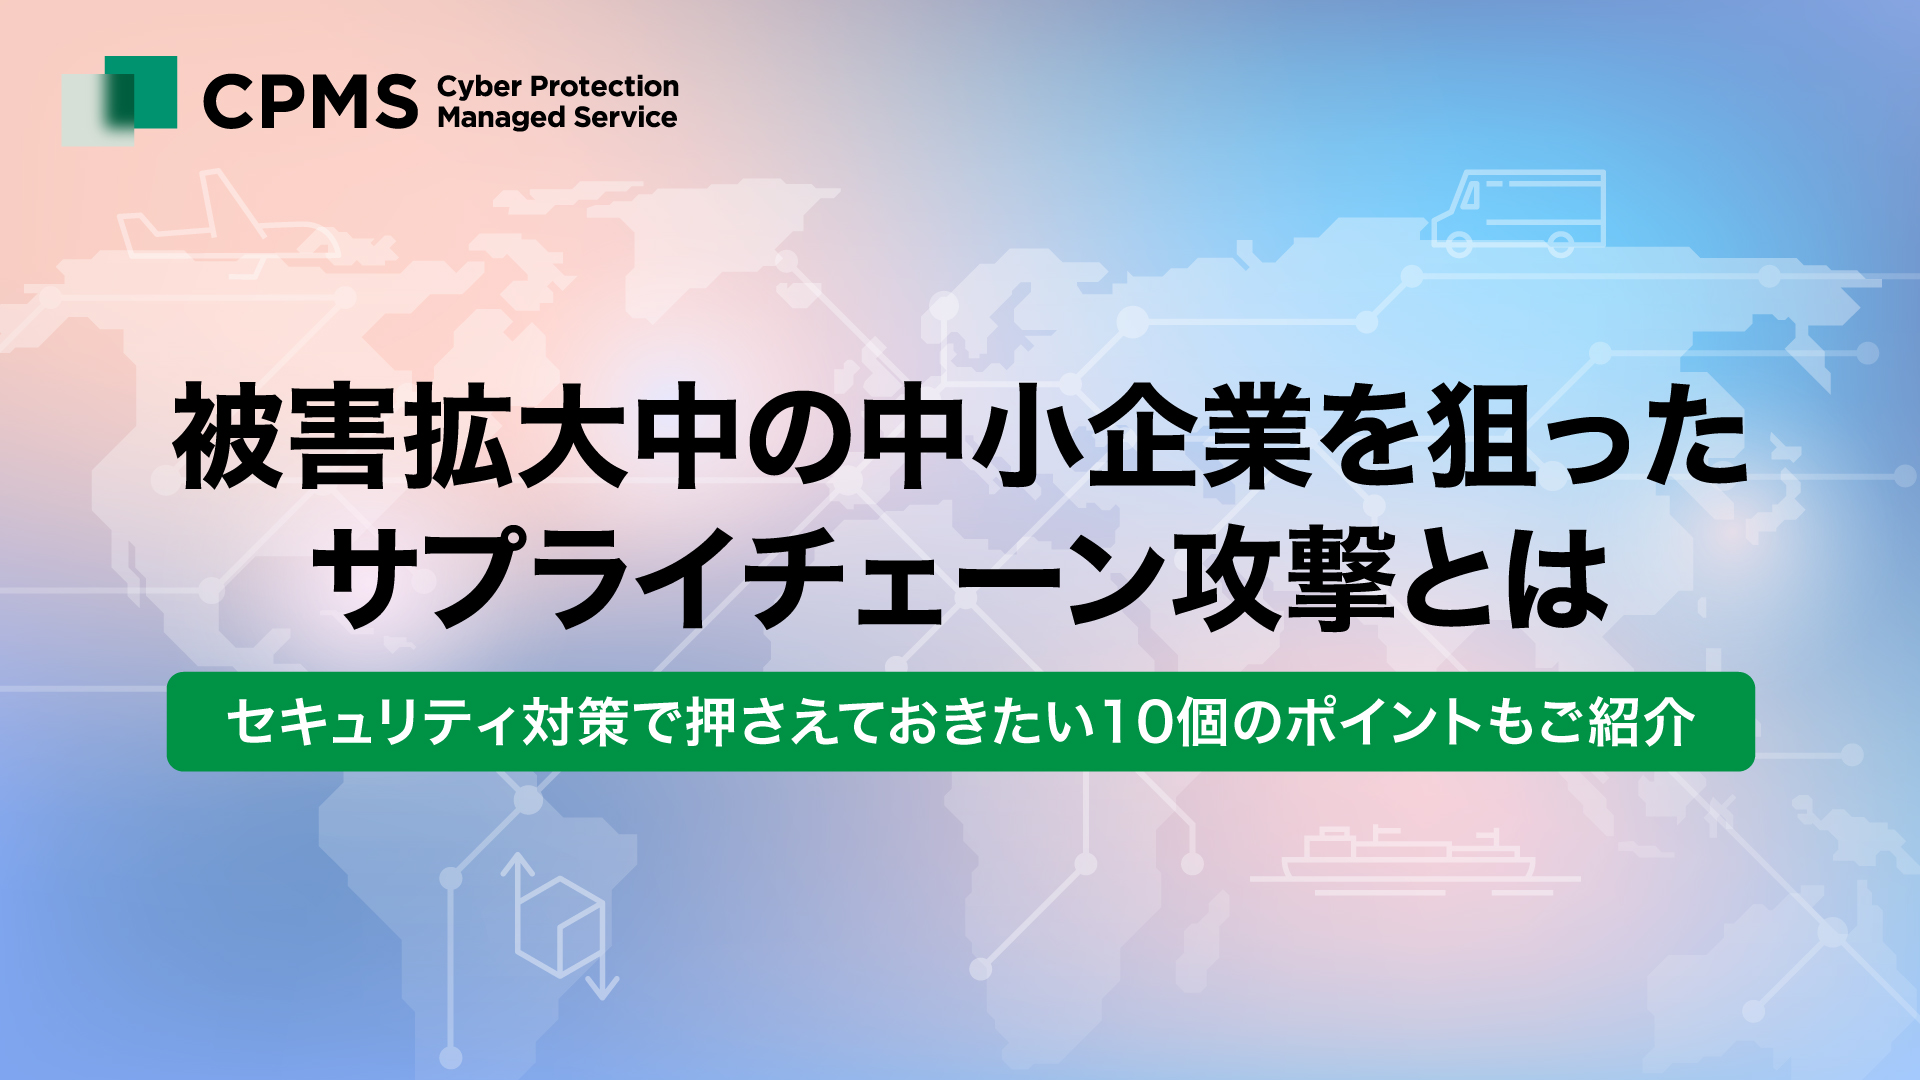 CPMS
Cyber Protection
Managed Service
被害拡大中の中小企業を狙った
サプライチェーン攻撃とは
セキュリティ対策で押さえておきたい10個のポイントもご紹介